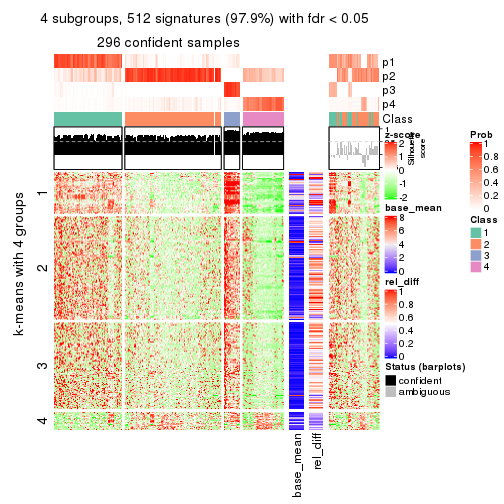 4 subgroups, 512 signatures (97.9%) with fdr < 0.05
296 confident samples
p1
p2
p3
p4
Class
1
Silhouette
score
z-score
2
1
0
-1
-2
base_mean
8
6
4
2
0
rel_diff
1
0.8
0.6
0.4
0.2
0
Status (barplots)
confident
ambiguous
Prob
1
0.8
0.6
0.4
0.2
0
Class
1
2
3
4
k-means with 4 groups
1
2
3
4
base_mean
rel_diff